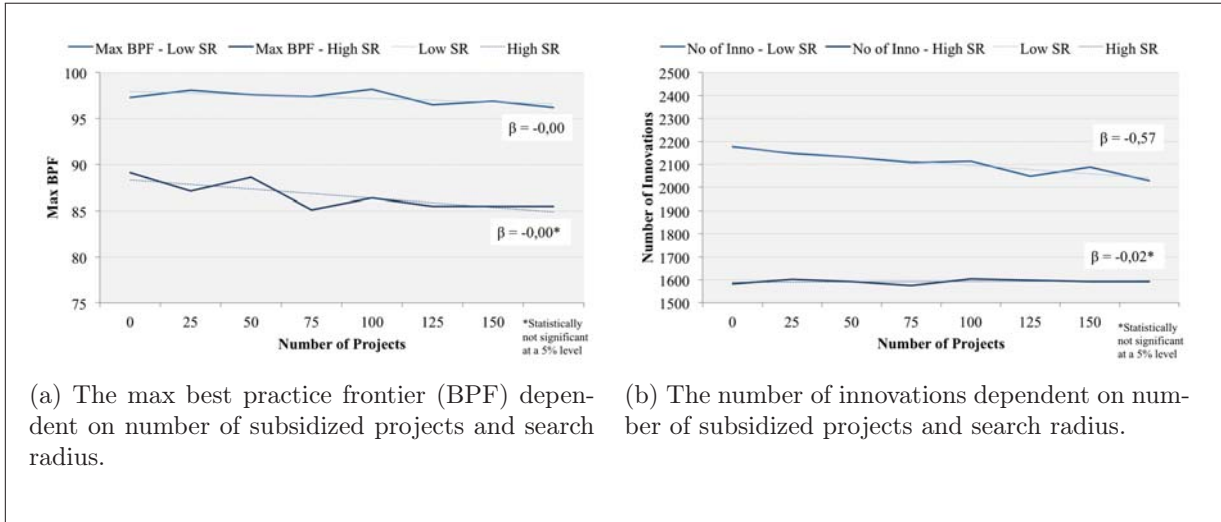 Max BPF - Low SR Max BPF - High SR Low SR High SR
100
95
90
85
80
75
Max BPF
β = -0,00
β = -0,00*
0 25 50 75 100 125 150
Number of Projects
*Statistically
not significant
at a 5% level
No of Inno - Low SR No of Inno - High SR Low SR High SR
2500
2400
2300
2200
2100
2000
1900
1800
1700
1600
1500
Number of Innovations
β = -0,57
β = -0,02*
0 25 50 75 100 125 150
Number of Projects
*Statistically
not significant
at a 5% level
(a) The max best practice frontier (BPF) depen-
dent on number of subsidized projects and search
radius.
(b) The number of innovations dependent on num-
ber of subsidized projects and search radius.